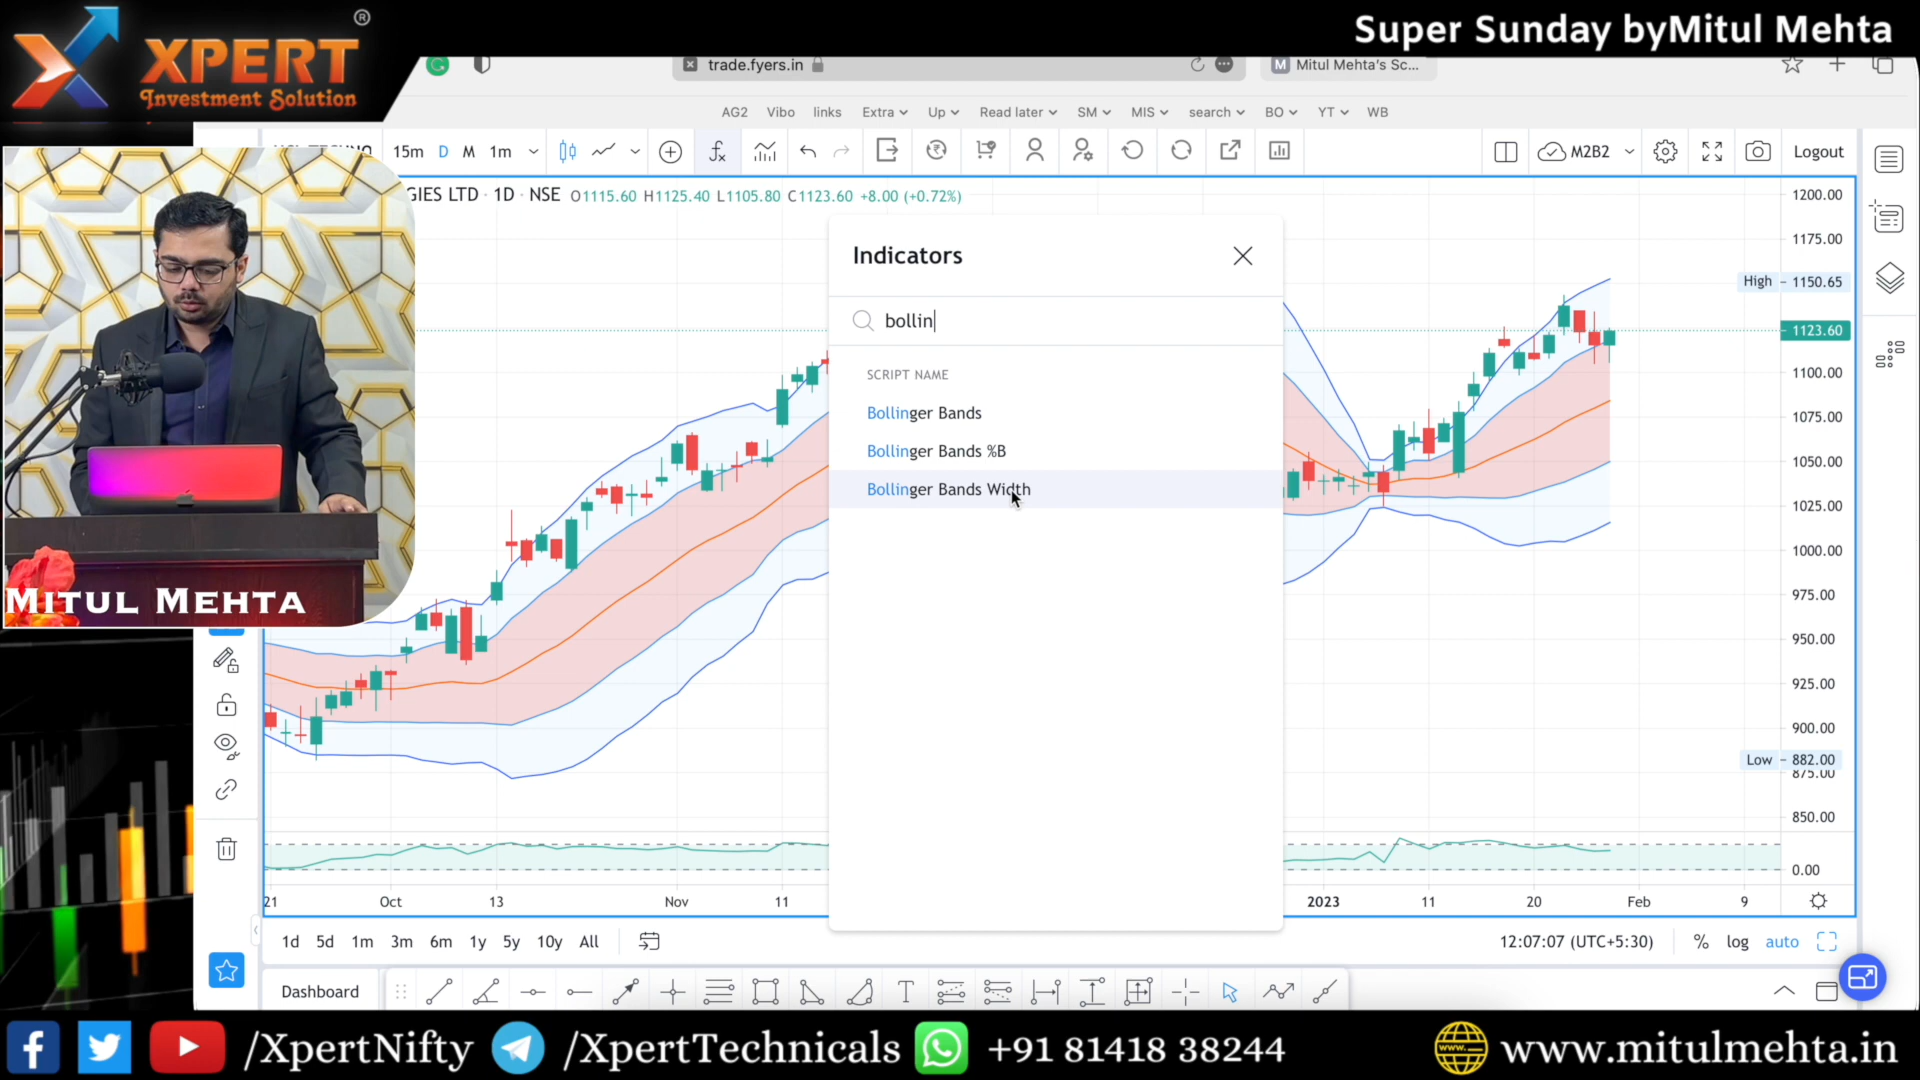 XPERT
®
Investment Solution
Super Sunday byMitul Mehta
trade.fyers.in
M
Mitul Mehta's Sc...
AG2 Vibo links Extra Up Read later SM MIS search BO YT WB
15m D M 1m
fx
M2B2
Logout
GIES LTD · 1D · NSE O1115.60 H1125.40 L1105.80 C1123.60 +8.00 (+0.72%)
Indicators
bollin
SCRIPT NAME
Bollinger Bands
Bollinger Bands %B
Bollinger Bands Width
1200.00
1175.00
High 1150.65
1123.60
1100.00
1075.00
1050.00
1025.00
1000.00
975.00
950.00
925.00
900.00
Low 882.00
875.00
850.00
0.00
MITUL MEHTA
21 Oct 13 Nov 11 2023 11 20 Feb 9
1d 5d 1m 3m 6m 1y 5y 10y All
12:07:07 (UTC+5:30) % log auto
Dashboard
T
f /XpertNifty /XpertTechnicals +91 81418 38244 www. www.mitulmehta.in